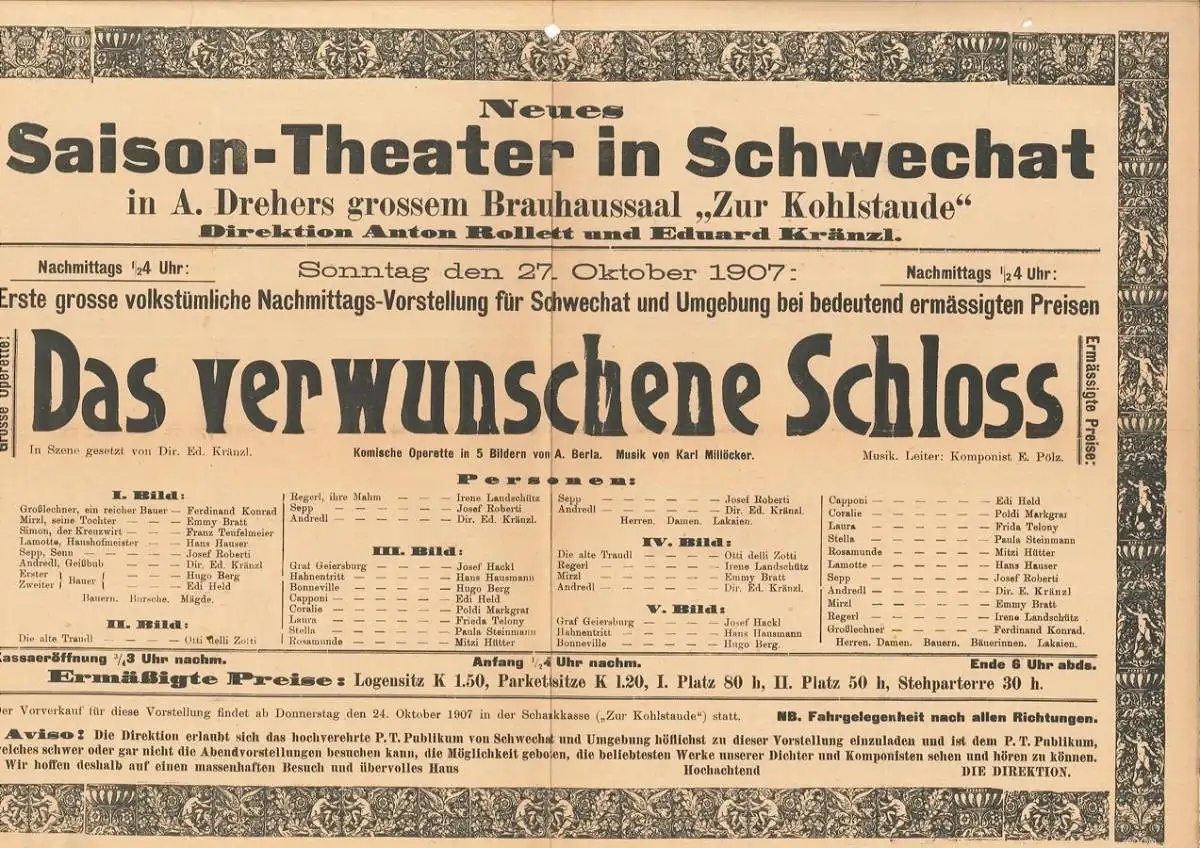 Neues
Saison-Theater in Schwechat
in A. Drehers grossem Brauhaussaal „Zur Kohlstaude“
Direktion Anton Rollett und Eduard Kränzl.
Nachmittags 1/24 Uhr:
Sonntag den 27. Oktober 1907:
Nachmittags 1/24 Uhr:
Erste grosse volkstümliche Nachmittags-Vorstellung für Schwechat und Umgebung bei bedeutend ermässigten Preisen
Grosse Operette:
Das verwunschene Schloss
Ermässigte Preise:
In Szene gesetzt von Dir. Ed. Kränzl.
Komische Operette in 5 Bildern von A. Berla. Musik von Karl Millöcker.
Musik. Leiter: Komponist E. Pölz.
Personen:
I. Bild:
Großlechner, ein reicher Bauer — Ferdinand Konrad
Mirzl, seine Tochter — — — Emmy Bratt
Simon, der Kreuzwirt — — — Franz Teufelmeier
Lamotte, Haushofmeister — — Hans Hauser
Sepp, Senn — — — — — Josef Roberti
Andredl, Geißbub — — — — Dir. Ed. Kränzl
Erster } Bauer { — — — — Hugo Berg
Zweiter } Bauer { — — — — Edi Held
Bauern. Bursche. Mägde.
II. Bild:
Die alte Traudl — — — — Otti delli Zotti
Regerl, ihre Mahm — — — Irene Landschütz
Sepp — — — — — — Josef Roberti
Andredl — — — — — — Dir. Ed. Kränzl.
III. Bild:
Graf Geiersburg — — — — Josef Hackl
Hahnentritt — — — — — Hans Hausmann
Bonneville — — — — — Hugo Berg
Capponi — — — — — — Edi Held
Coralie — — — — — — Poldi Markgraf
Laura — — — — — — Frieda Telony
Stella — — — — — — Paula Steinmann
Rosamunde — — — — — Mitzi Hütter
Sepp — — — — — — Josef Roberti
Andredl — — — — — — Dir. Ed. Kränzl.
Herren. Damen. Lakaien.
IV. Bild:
Die alte Traudl — — — — Otti delli Zotti
Regerl — — — — — — Irene Landschütz
Mirzl — — — — — — Emmy Bratt
Andredl — — — — — — Dir. Ed. Kränzl.
V. Bild:
Graf Geiersburg — — — — Josef Hackl
Hahnentritt — — — — — Hans Hausmann
Bonneville — — — — — Hugo Berg.
Capponi — — — — — — Edi Held
Coralie — — — — — — Poldi Markgraf
Laura — — — — — — Frida Telony
Stella — — — — — — Paula Steinmann
Rosamunde — — — — — Mitzi Hütter
Lamotte — — — — — — Hans Hauser
Sepp — — — — — — Josef Roberti
Andredl — — — — — — Dir. E. Kränzl
Mirzl — — — — — — Emmy Bratt
Regerl — — — — — — Irene Landschütz
Großlechner — — — — — Ferdinand Konrad.
Herren. Damen. Bauern. Bäuerinnen. Lakaien.
Kassaeröffnung 3/43 Uhr nachm.
Anfang 1/24 Uhr nachm.
Ende 6 Uhr abds.
Ermäßigte Preise: Logensitz K 1.50, Parketsitze K 1.20, I. Platz 80 h, II. Platz 50 h, Stehparterre 30 h.
Der Vorverkauf für diese Vorstellung findet ab Donnerstag den 24. Oktober 1907 in der Schankkasse („Zur Kohlstaude“) statt.
NB. Fahrgelegenheit nach allen Richtungen.
Aviso! Die Direktion erlaubt sich das hochverehrte P. T. Publikum von Schwechat und Umgebung höflichst zu dieser Vorstellung einzuladen und ist dem P. T. Publikum,
welches schwer oder gar nicht die Abendvorstellungen besuchen kann, die Möglichkeit geboten, die beliebtesten Werke unserer Dichter und Komponisten sehen und hören zu können.
Wir hoffen deshalb auf einen massenhaften Besuch und übervolles Haus
Hochachtend
DIE DIREKTION.